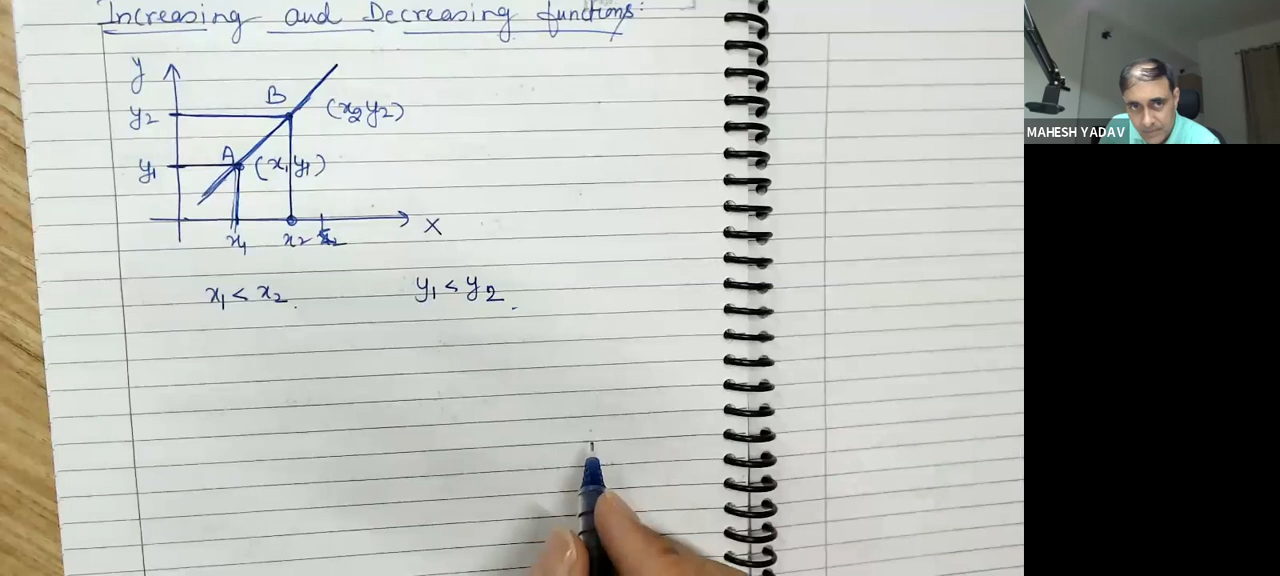 Increasing and Decreasing functions:
y
y2
B
(x2 y2)
A
y1
(x1 y1)
x1
x2
X
x1 < x2.
y1 < y2.
MAHESH YADAV